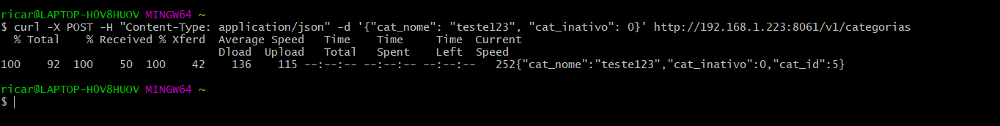 ricar@LAPTOP-H0V8HUOV MINGW64 ~
$ curl -X POST -H "Content-Type: application/json" -d '{"cat_nome": "teste123", "cat_inativo": 0}' http://192.168.1.223:8061/v1/categorias
  % Total    % Received % Xferd  Average Speed   Time    Time     Time  Current
                                 Dload  Upload   Total   Spent    Left  Speed
100    92  100    50  100    42    136    115 --:--:-- --:--:-- --:--:--   252{"cat_nome":"teste123","cat_inativo":0,"cat_id":5}
ricar@LAPTOP-H0V8HUOV MINGW64 ~
$